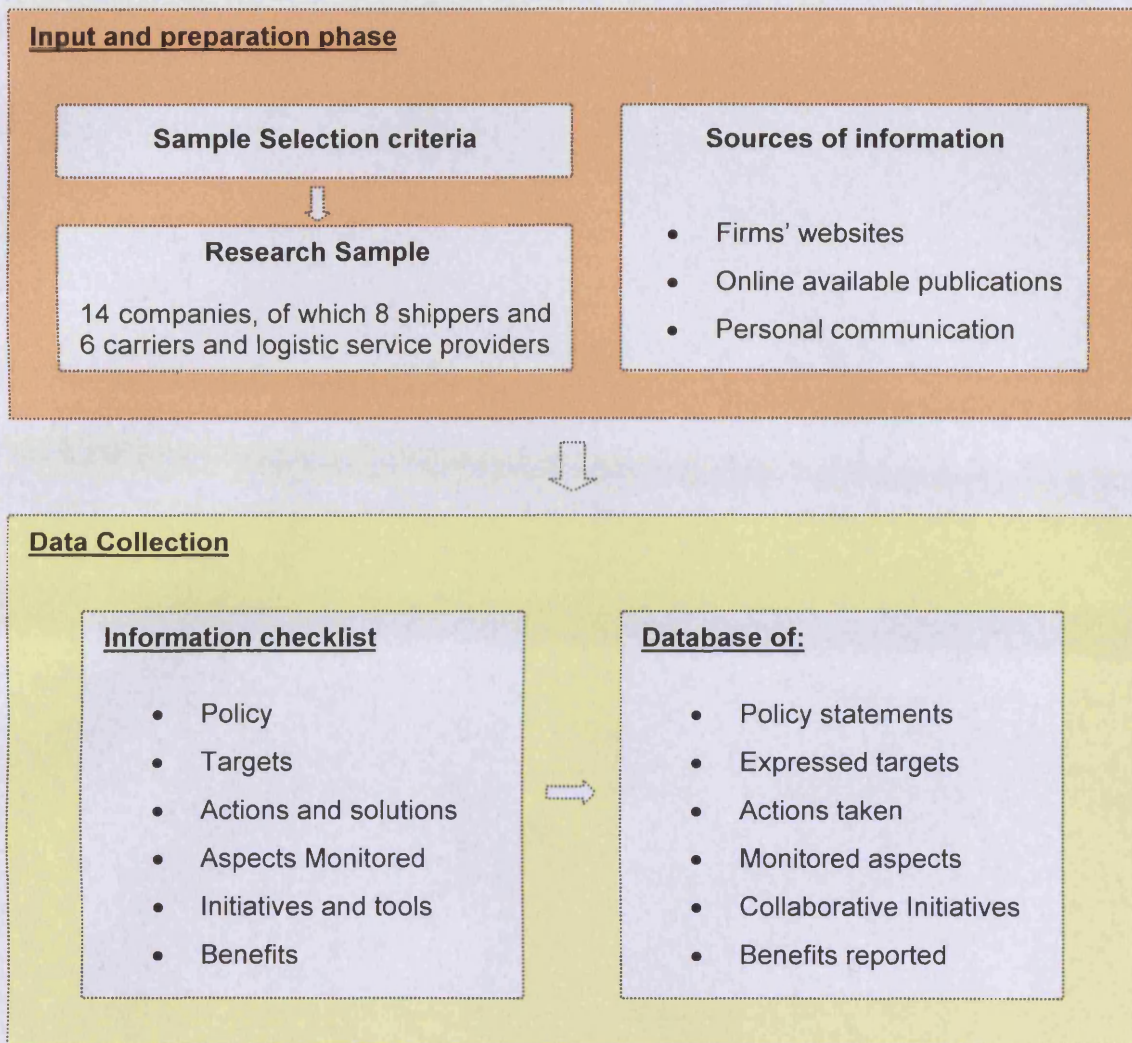 Input and preparation phase
Sample Selection criteria
Research Sample
14 companies, of which 8 shippers and
6 carriers and logistic service providers
Sources of information
• Firms' websites
• Online available publications
• Personal communication
Data Collection
Information checklist
• Policy
• Targets
• Actions and solutions
• Aspects Monitored
• Initiatives and tools
• Benefits
Database of:
• Policy statements
• Expressed targets
• Actions taken
• Monitored aspects
• Collaborative Initiatives
• Benefits reported